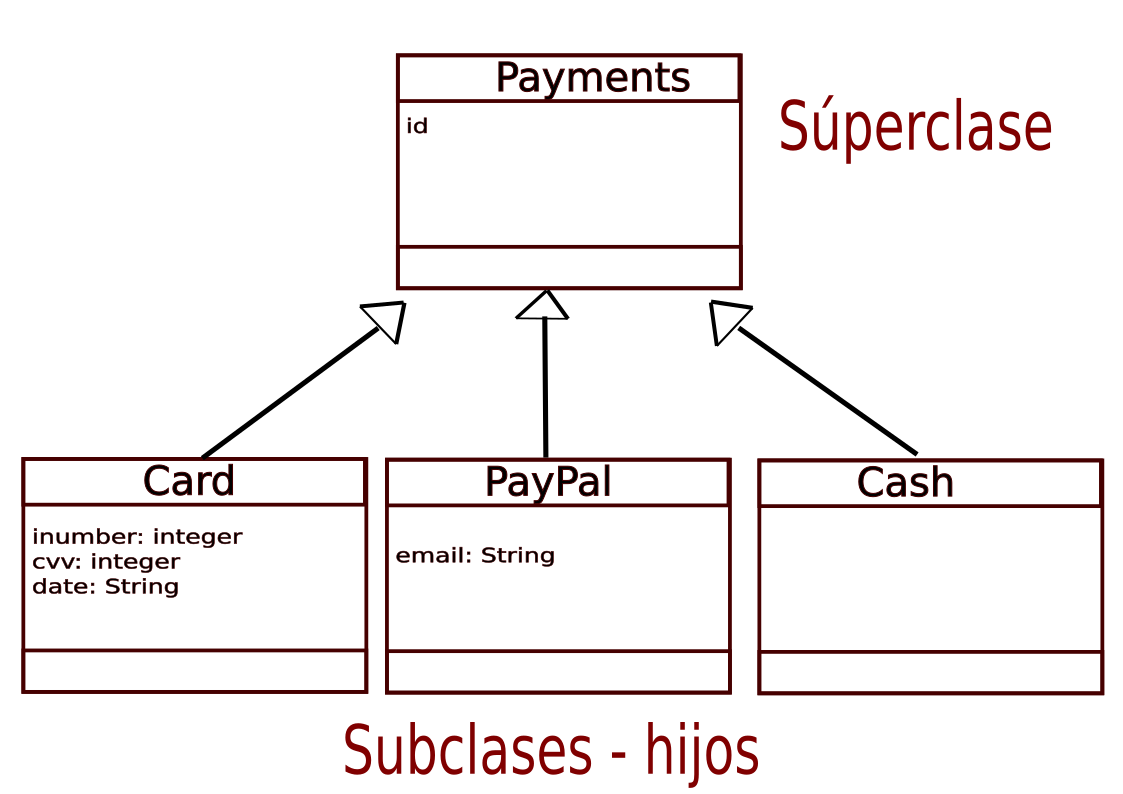 Payments
id
Súperclase
Card
inumber: integer
cvv: integer
date: String
PayPal
email: String
Cash
Subclases - hijos